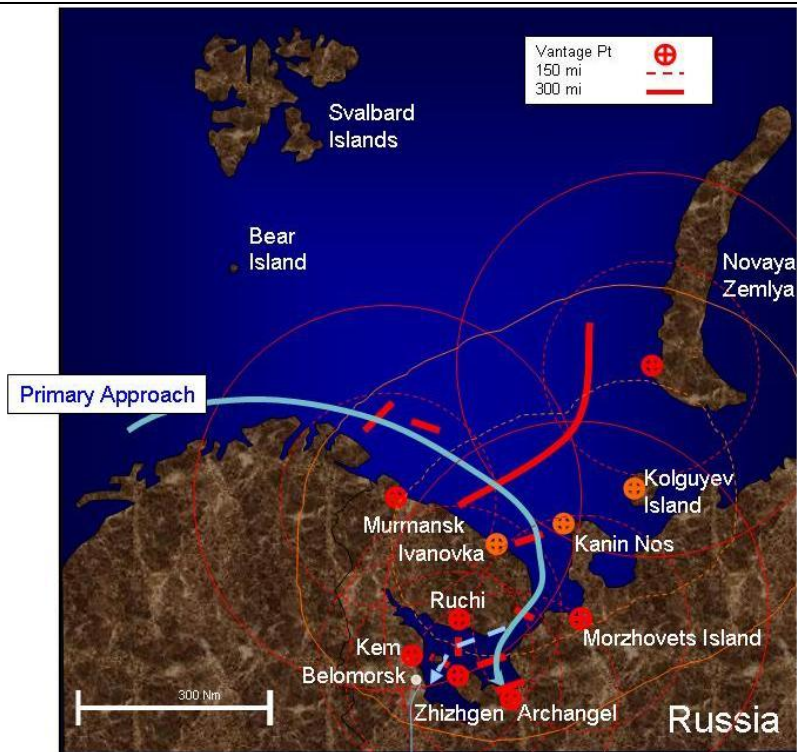 Vantage Pt
150 mi
300 mi
Svalbard
Islands
Bear
Island
Novaya
Zemlya
Primary Approach
Kolguyev
Island
Murmansk
Ivanovka
Kanin Nos
Ruchi
Kem
Morzhovets Island
Belomorsk
300 Nm
Zhizhgen
Archangel
Russia